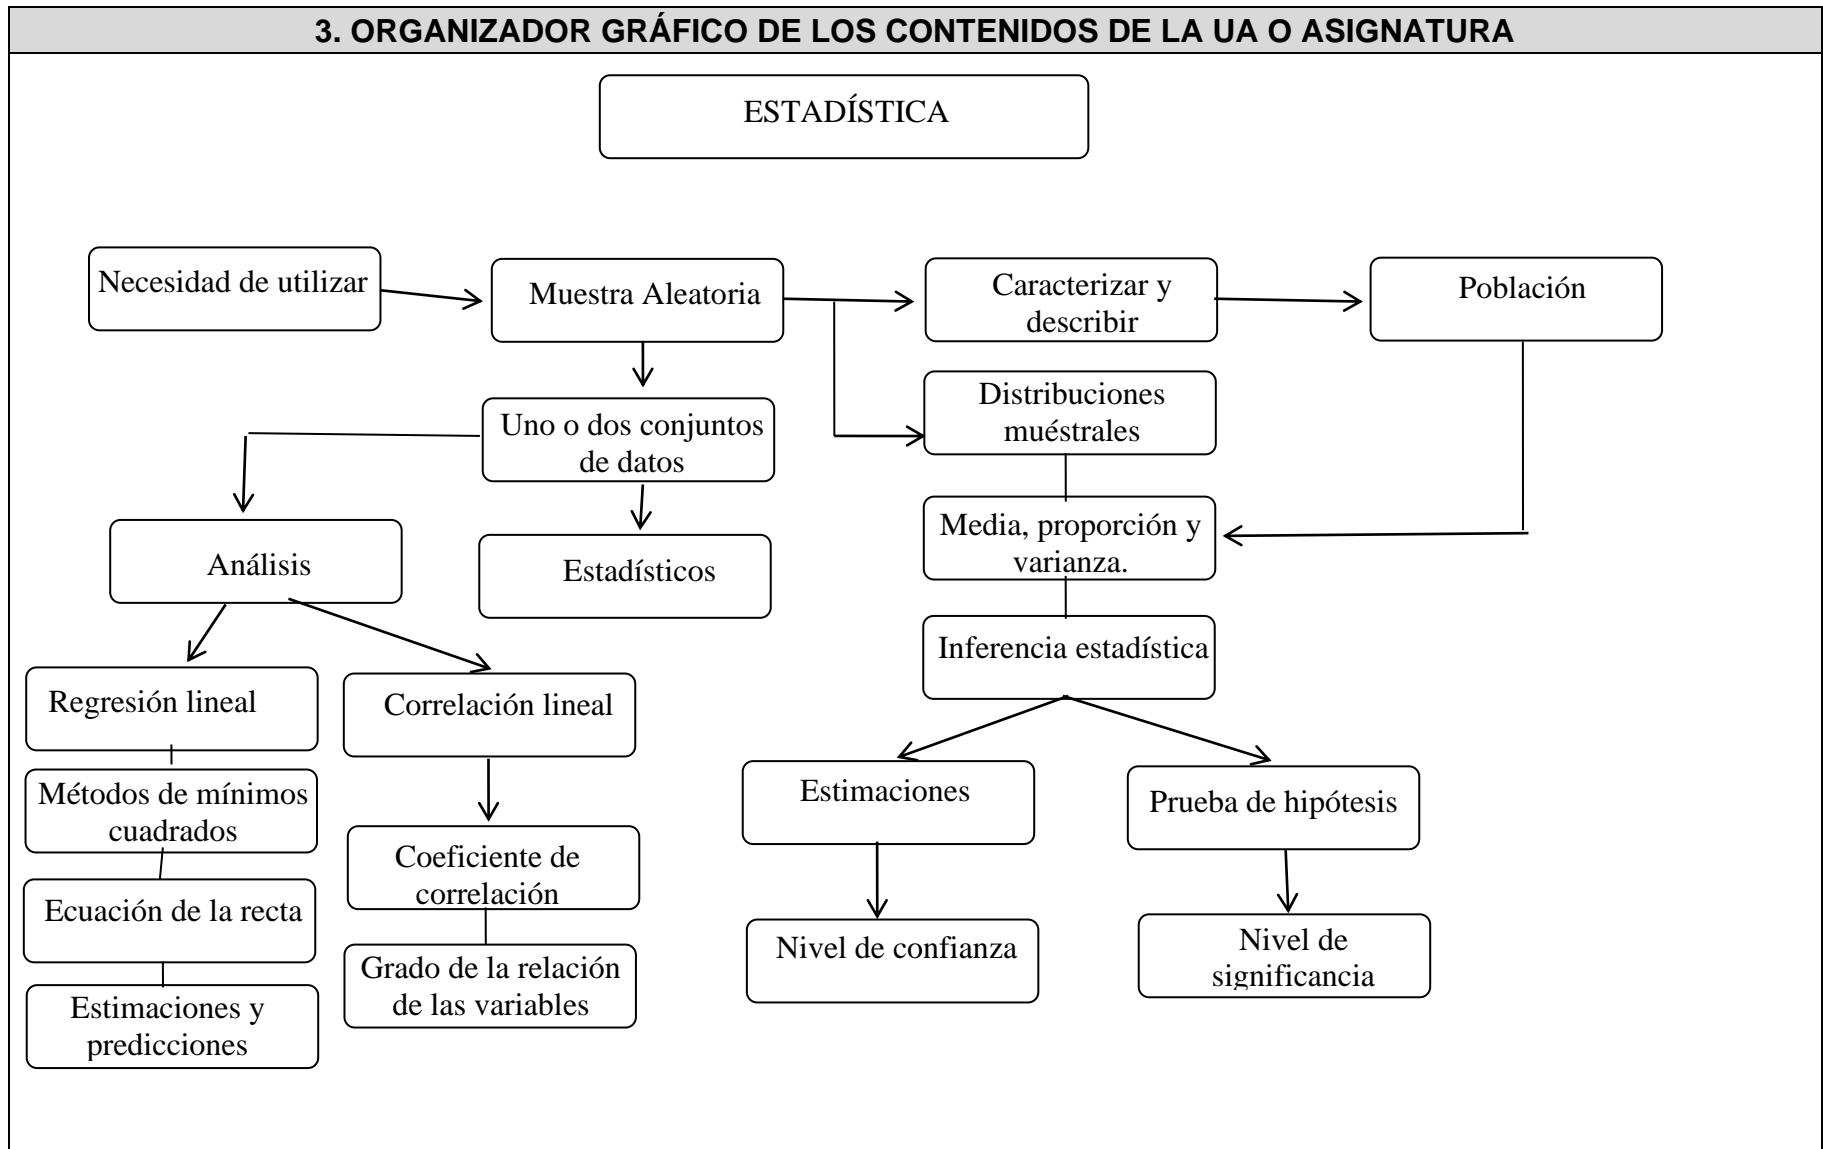 3. ORGANIZADOR GRÁFICO DE LOS CONTENIDOS DE LA UA O ASIGNATURA
ESTADÍSTICA
Necesidad de utilizar
Muestra Aleatoria
Caracterizar y
describir
Población
Distribuciones
muéstrales
Uno o dos conjuntos
de datos
Media, proporción y
varianza.
Análisis
Estadísticos
Inferencia estadística
Regresión lineal
Correlación lineal
Estimaciones
Prueba de hipótesis
Métodos de mínimos
cuadrados
Coeficiente de
correlación
Ecuación de la recta
Nivel de confianza
Nivel de
significancia
Grado de la relación
de las variables
Estimaciones y
predicciones